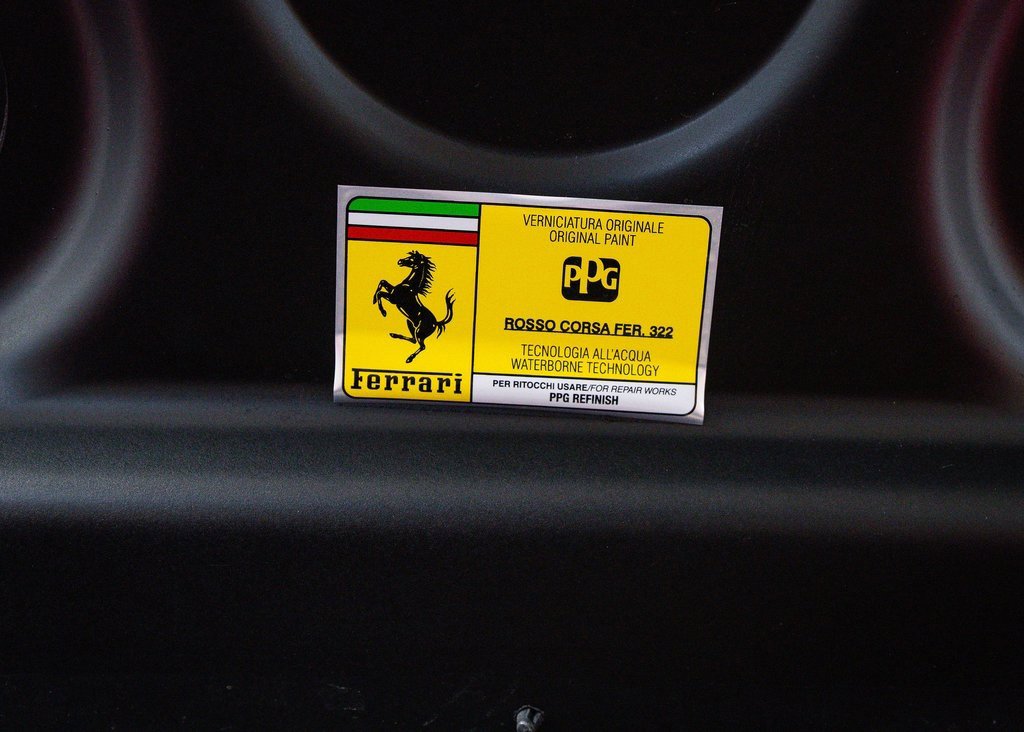 Ferrari
VERNICIATURA ORIGINALE
ORIGINAL PAINT
PPG
ROSSO CORSA FER. 322
TECNOLOGIA ALL'ACQUA
WATERBORNE TECHNOLOGY
PER RITOCCHI USARE/FOR REPAIR WORKS
PPG REFINISH